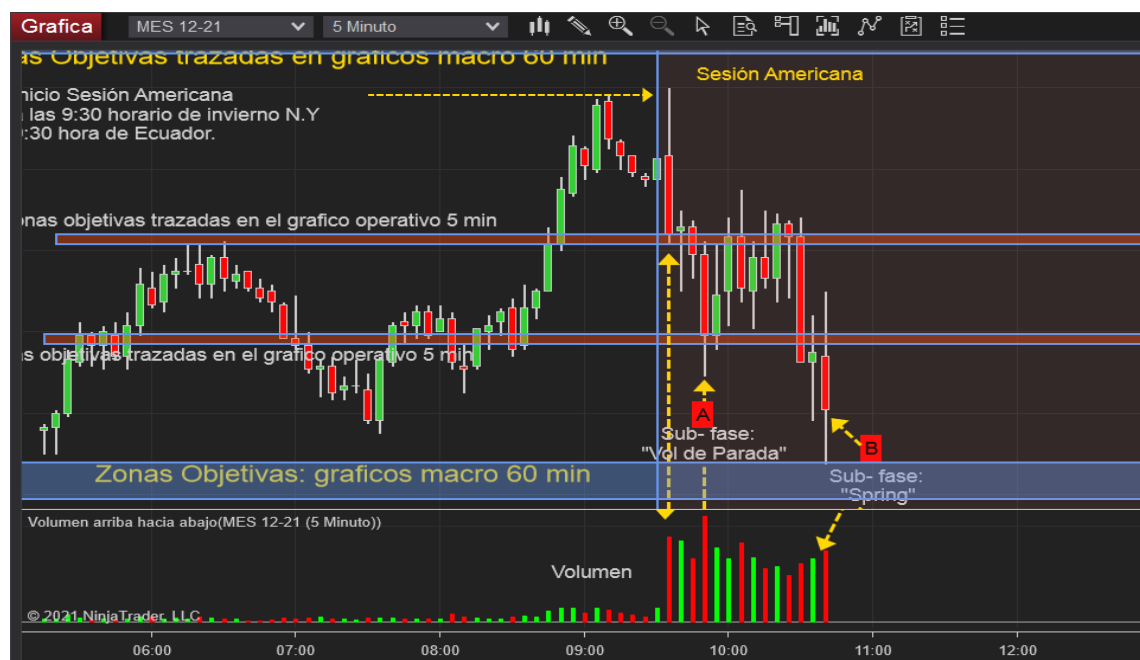 Grafica
MES 12-21
5 Minuto
as Objetivas trazadas en graficos macro 60 min
Sesión Americana
nicio Sesión Americana
las 9:30 horario de invierno N.Y
:30 hora de Ecuador.
onas objetivas trazadas en el grafico operativo 5 min
s objetivas trazadas en el grafico operativo 5 min
A
Sub- fase:
"Vol de Parada"
B
Zonas Objetivas: graficos macro 60 min
Sub- fase:
"Spring"
Volumen arriba hacia abajo(MES 12-21 (5 Minuto))
Volumen
© 2021 NinjaTrader, LLC
06:00 07:00 08:00 09:00 10:00 11:00 12:00